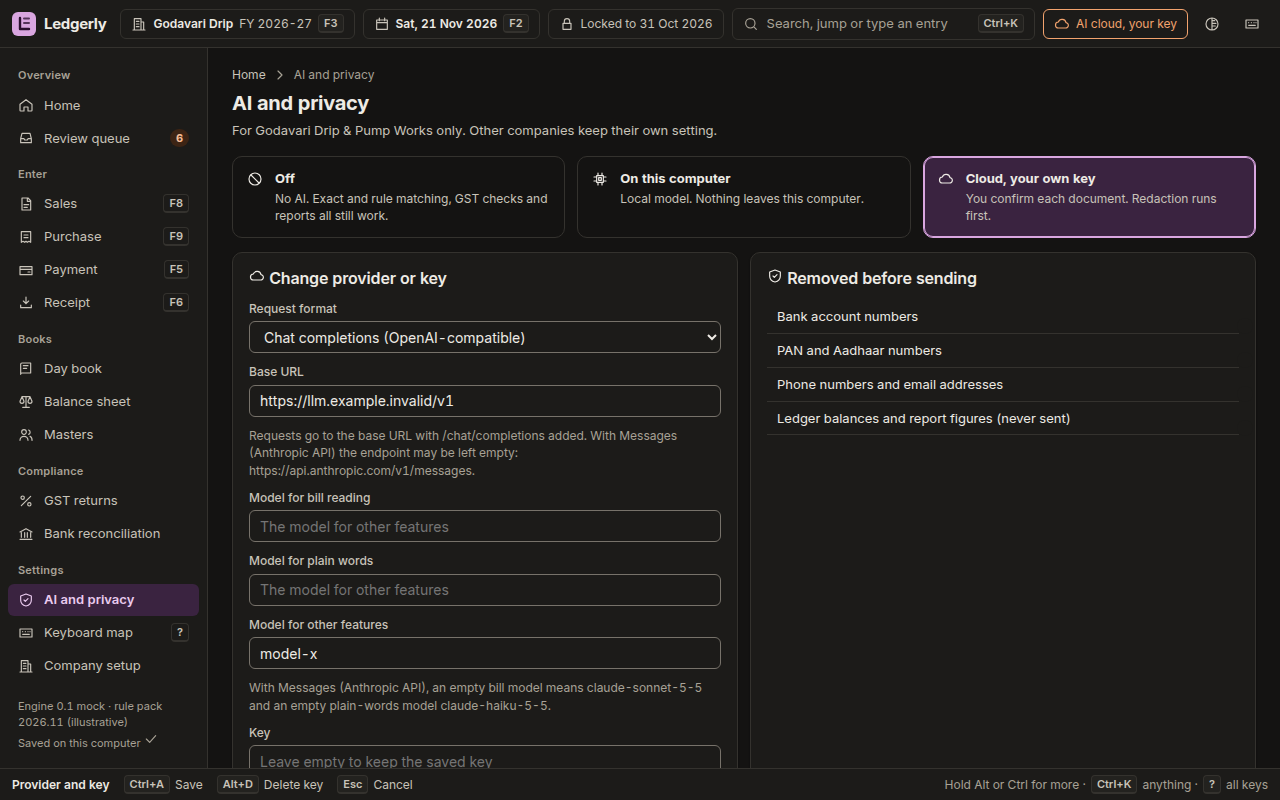 Ledgerly
Godavari Drip FY 2026-27 F3
Sat, 21 Nov 2026 F2
Locked to 31 Oct 2026
Search, jump or type an entry Ctrl+K
AI cloud, your key
Overview
Home
Review queue 6
Enter
Sales F8
Purchase F9
Payment F5
Receipt F6
Books
Day book
Balance sheet
Masters
Compliance
GST returns
Bank reconciliation
Settings
AI and privacy
Keyboard map ?
Company setup
Engine 0.1 mock · rule pack
2026.11 (illustrative)
Saved on this computer
Home > AI and privacy
AI and privacy
For Godavari Drip & Pump Works only. Other companies keep their own setting.
Off
No AI. Exact and rule matching, GST checks and
reports all still work.
On this computer
Local model. Nothing leaves this computer.
Cloud, your own key
You confirm each document. Redaction runs
first.
Change provider or key
Request format
Chat completions (OpenAI-compatible)
Base URL
https://llm.example.invalid/v1
Requests go to the base URL with /chat/completions added. With Messages
(Anthropic API) the endpoint may be left empty:
https://api.anthropic.com/v1/messages.
Model for bill reading
The model for other features
Model for plain words
The model for other features
Model for other features
model-x
With Messages (Anthropic API), an empty bill model means claude-sonnet-5-5
and an empty plain-words model claude-haiku-5-5.
Key
Leave empty to keep the saved key
Removed before sending
Bank account numbers
PAN and Aadhaar numbers
Phone numbers and email addresses
Ledger balances and report figures (never sent)
Provider and key Ctrl+A Save Alt+D Delete key Esc Cancel
Hold Alt or Ctrl for more · Ctrl+K anything · ? all keys